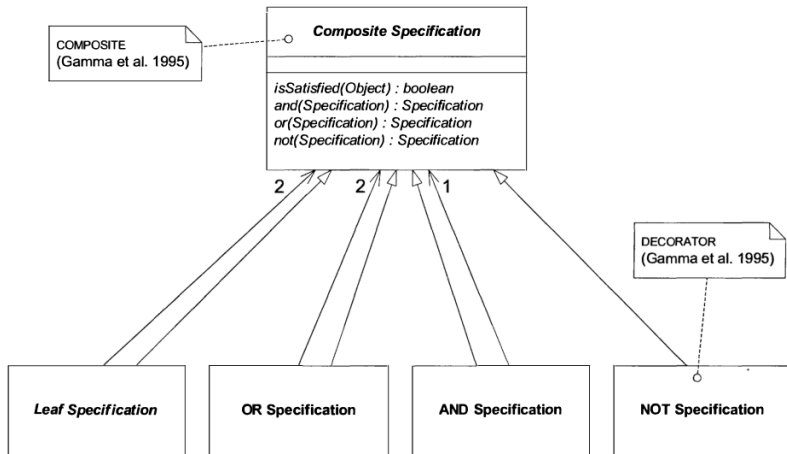 Composite Specification
COMPOSITE
(Gamma et al. 1995)
isSatisfied(Object) : boolean
and(Specification) : Specification
or(Specification) : Specification
not(Specification) : Specification
2
2
1
DECORATOR
(Gamma et al. 1995)
Leaf Specification
OR Specification
AND Specification
NOT Specification